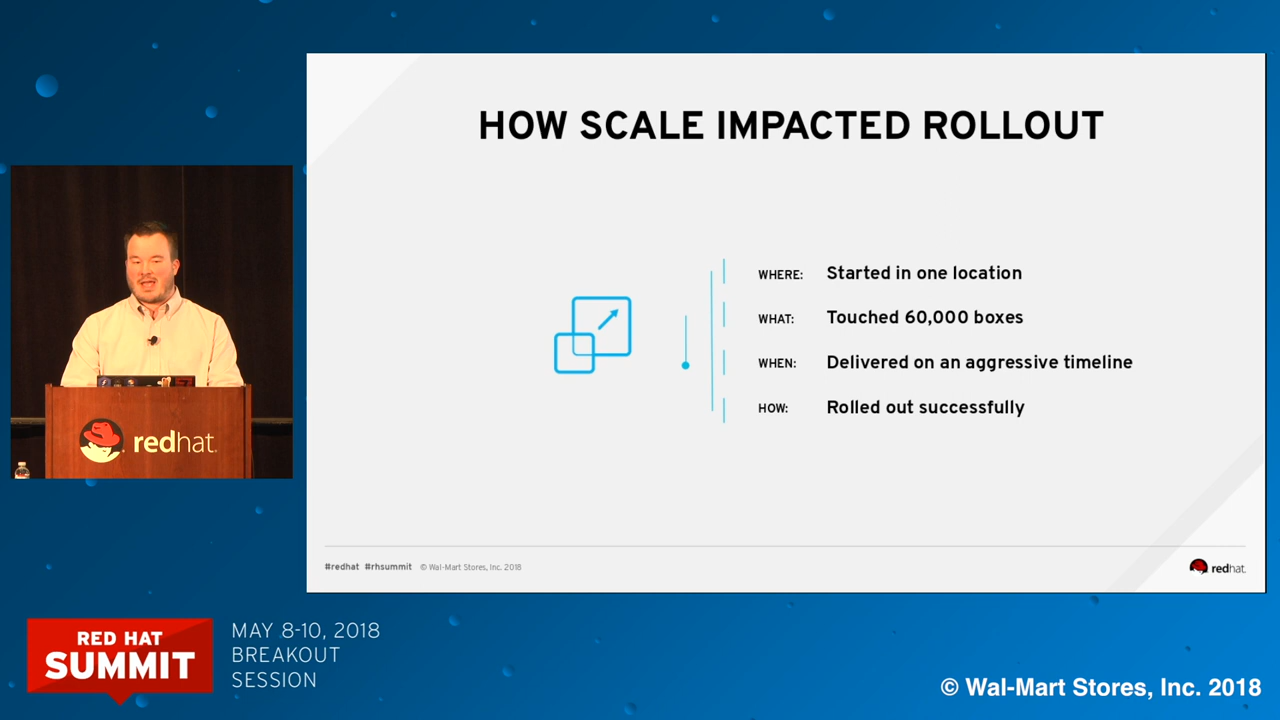 HOW SCALE IMPACTED ROLLOUT
WHERE: Started in one location
WHAT: Touched 60,000 boxes
WHEN: Delivered on an aggressive timeline
HOW: Rolled out successfully
#redhat #rhsummit © Wal-Mart Stores, Inc. 2018
redhat.
redhat.
RED HAT
SUMMIT
MAY 8-10, 2018
BREAKOUT
SESSION
© Wal-Mart Stores, Inc. 2018